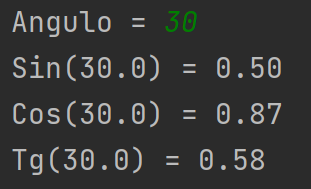 Angulo = 30
Sin(30.0) = 0.50
Cos(30.0) = 0.87
Tg(30.0) = 0.58